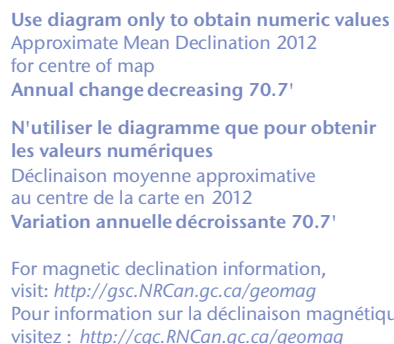 Use diagram only to obtain numeric values
Approximate Mean Declination 2012
for centre of map
Annual change decreasing 70.7'
N'utiliser le diagramme que pour obtenir
les valeurs numériques
Déclinaison moyenne approximative
au centre de la carte en 2012
Variation annuelle décroissante 70.7'
For magnetic declination information,
visit: http://gsc.NRCan.gc.ca/geomag
Pour information sur la déclinaison magnétiqu
visitez : http://cgc.RNCan.gc.ca/geomag